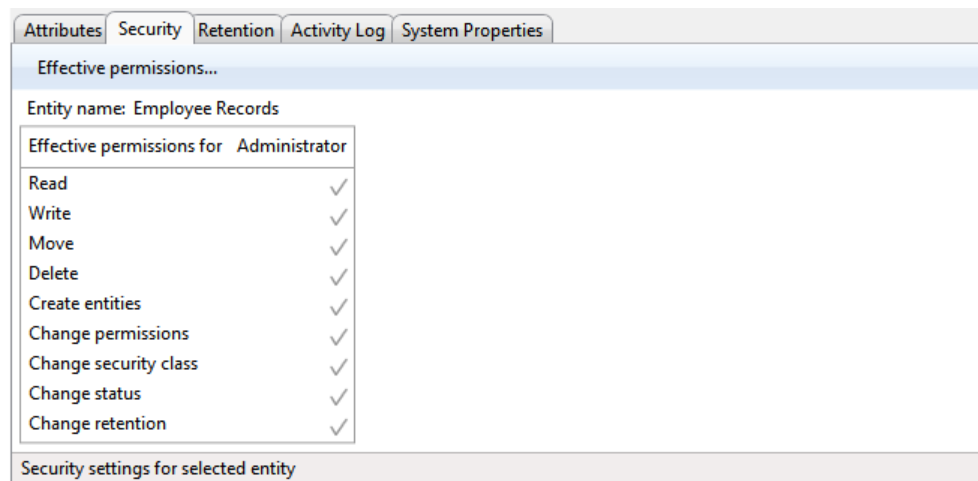 Attributes Security Retention Activity Log System Properties
Effective permissions...
Entity name: Employee Records
Effective permissions for Administrator
Read
Write
Move
Delete
Create entities
Change permissions
Change security class
Change status
Change retention
Security settings for selected entity